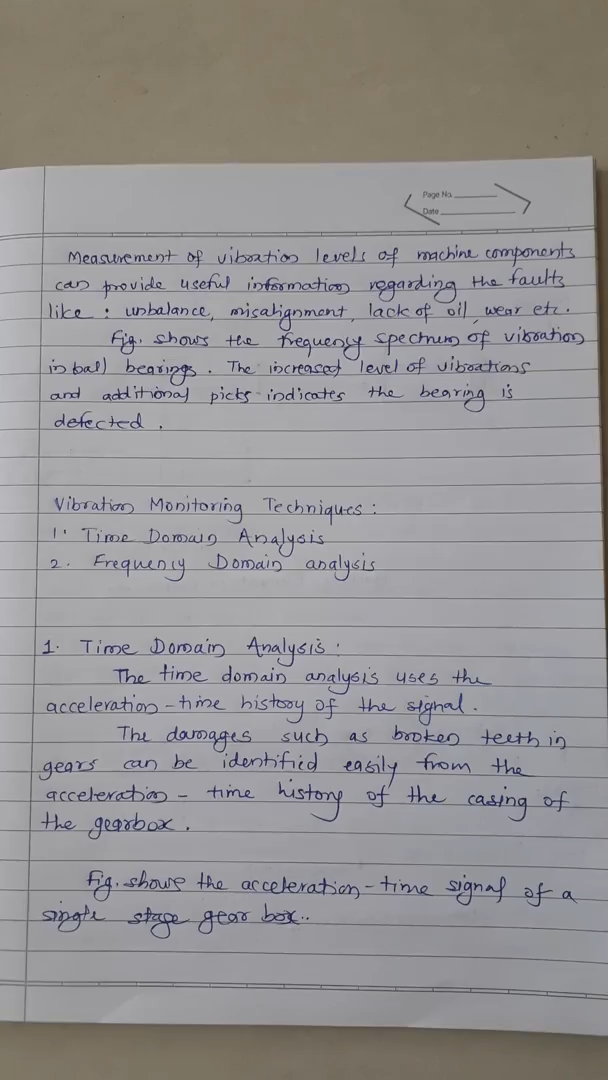 Page No.
Date
Measurement of vibration levels of machine components
can provide useful information regarding the faults
like : unbalance, misalignment, lack of oil, wear etc.
Fig. shows the frequency spectrum of vibration
in ball bearings. The increased level of vibrations
and additional picks indicates the bearing is
defected.
Vibration Monitoring Techniques :
1. Time Domain Analysis
2. Frequency Domain analysis
1. Time Domain Analysis :
The time domain analysis uses the
acceleration - time history of the signal.
The damages such as broken teeth in
gears can be identified easily from the
acceleration - time history of the casing of
the gearbox.
Fig. shows the acceleration - time signal of a
single stage gear box..